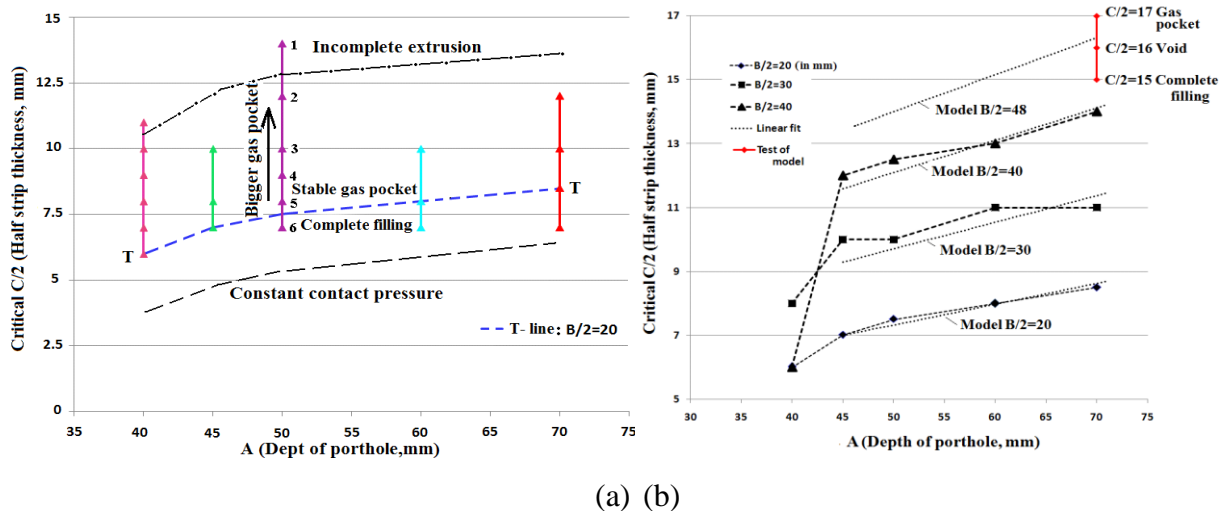 15
12.5
10
7.5
5
2.5
0
Critical C/2 (Half strip thickness, mm)
Incomplete extrusion
1
2
3
4
5
6
Bigger gas pocket
Stable gas pocket
Complete filling
T
T
Constant contact pressure
T- line: B/2=20
35 40 45 50 55 60 65 70 75
A (Dept of porthole,mm)
17
15
13
11
9
7
5
Critical C/2 (Half strip thickness, mm)
B/2=20 (in mm)
B/2=30
B/2=40
Linear fit
Test of
model
C/2=17 Gas
pocket
C/2=16 Void
C/2=15 Complete
filling
Model B/2=48
Model B/2=40
Model B/2=30
Model B/2=20
30 35 40 45 50 55 60 65 70 75
A (Depth of porthole, mm)
(a) (b)